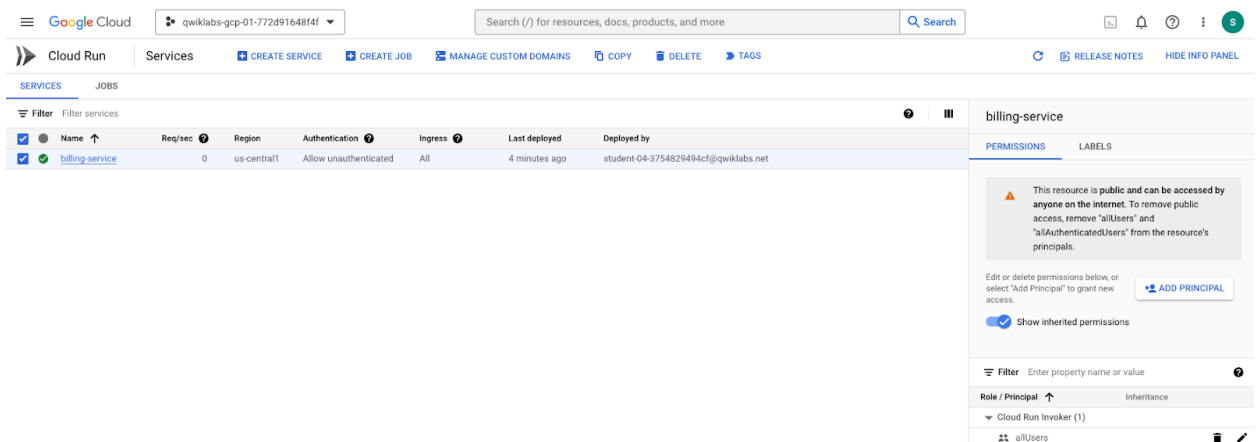 Google Cloud
qwiklabs-gcp-01-772d91648f4f
Search (/) for resources, docs, products, and more
Search
S
Cloud Run
Services
CREATE SERVICE
CREATE JOB
MANAGE CUSTOM DOMAINS
COPY
DELETE
TAGS
RELEASE NOTES
HIDE INFO PANEL
SERVICES
JOBS
Filter Filter services
Name Req/sec Region Authentication Ingress Last deployed Deployed by
billing-service 0 us-central1 Allow unauthenticated All 4 minutes ago student-04-3754829494cf@qwiklabs.net
billing-service
PERMISSIONS LABELS
This resource is public and can be accessed by
anyone on the internet. To remove public
access, remove "allUsers" and
"allAuthenticatedUsers" from the resource's
principals.
Edit or delete permissions below, or
select "Add Principal" to grant new
access.
ADD PRINCIPAL
Show inherited permissions
Filter Enter property name or value
Role / Principal Inheritance
Cloud Run Invoker (1)
allUsers